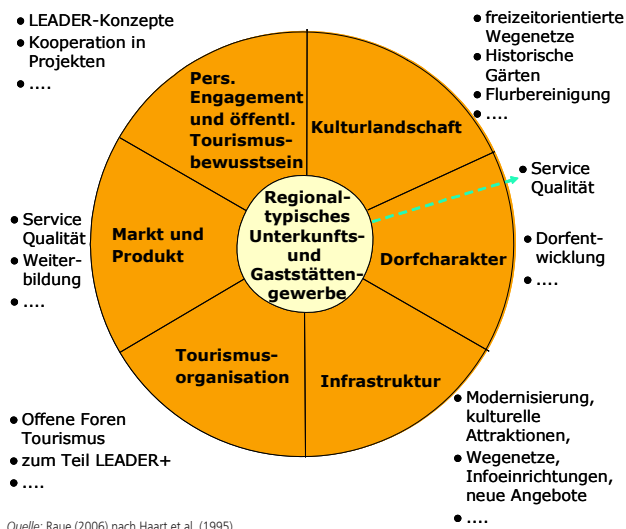 • LEADER-Konzepte
• Kooperation in
Projekten
• ....
• freizeitorientierte
Wegenetze
• Historische
Gärten
• Flurbereinigung
• ....
Pers.
Engagement
und öffentl.
Tourismus-
bewusstsein
Kulturlandschaft
• Service
Qualität
Regional-
typisches
Unterkunfts-
und
Gaststätten-
gewerbe
Markt und
Produkt
• Service
Qualität
• Weiter-
bildung
• ....
Dorfcharakter
• Dorfent-
wicklung
• ....
Tourismus-
organisation
Infrastruktur
• Offene Foren
Tourismus
• zum Teil LEADER+
• ....
• Modernisierung,
kulturelle
Attraktionen,
• Wegenetze,
Infoeinrichtungen,
neue Angebote
• ....
Quelle: Raue (2006) nach Haart et al. (1995)